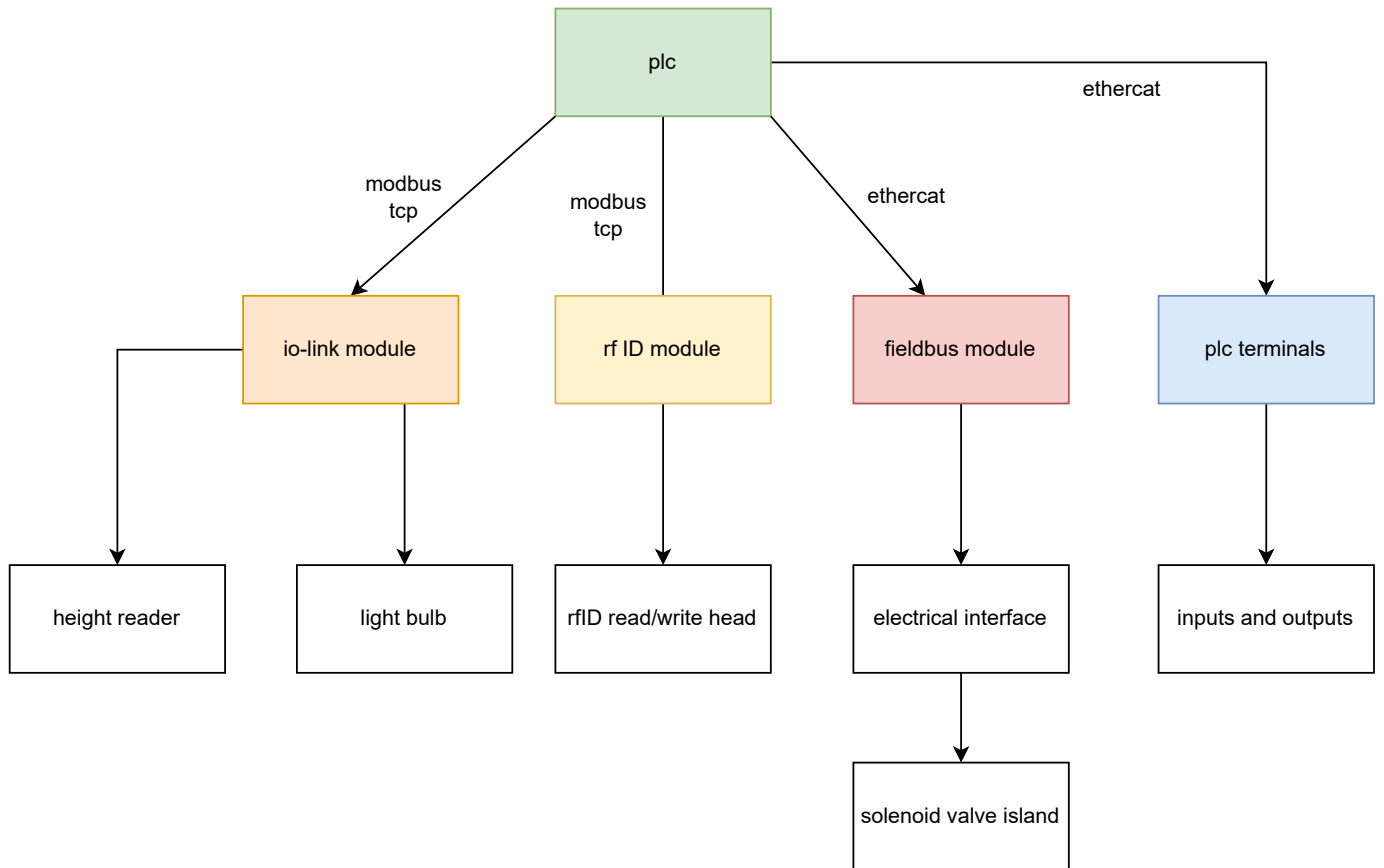 plc
ethercat
modbus
tcp
modbus
tcp
ethercat
io-link module
rf ID module
fieldbus module
plc terminals
height reader
light bulb
rfID read/write head
electrical interface
inputs and outputs
solenoid valve island